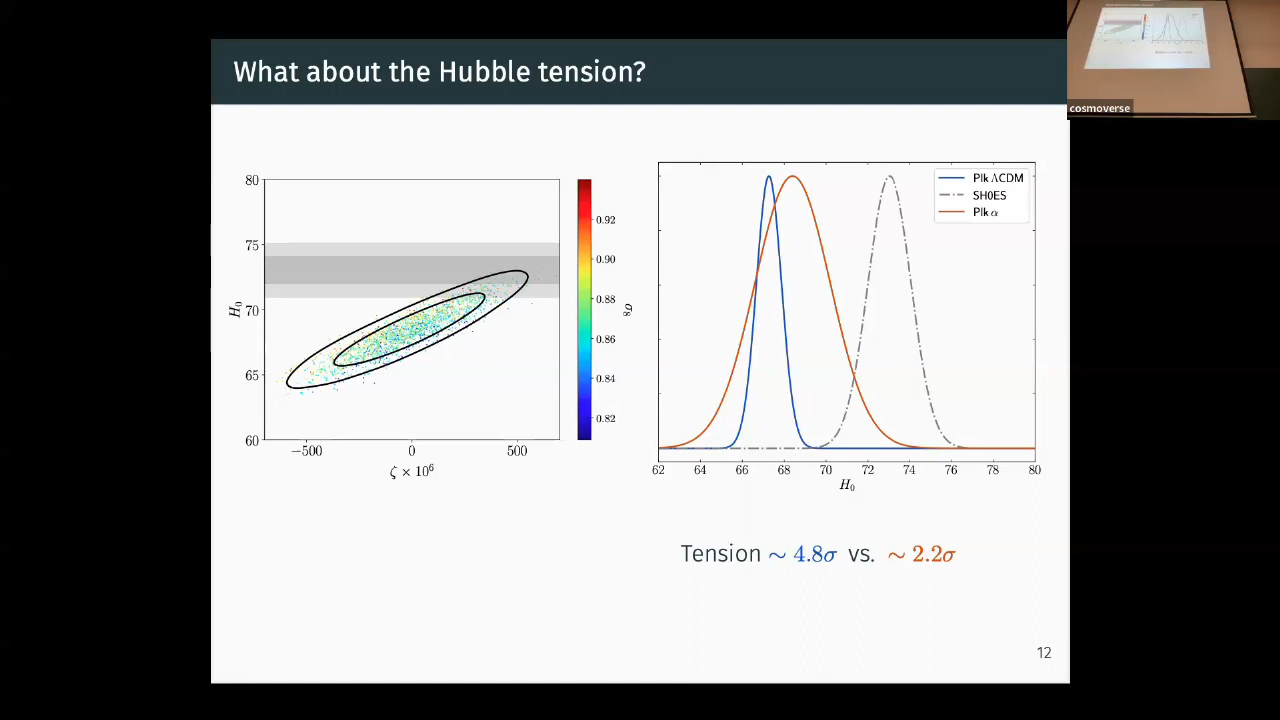 What about the Hubble tension?
cosmoverse
80
75
70
65
60
H₀
−500
0
500
ζ × 10⁶
0.92
0.90
0.88
0.86
0.84
0.82
σ₈
Plk ΛCDM
SH0ES
Plk α
62 64 66 68 70 72 74 76 78 80
H₀
Tension ∼ 4.8σ vs. ∼ 2.2σ
12